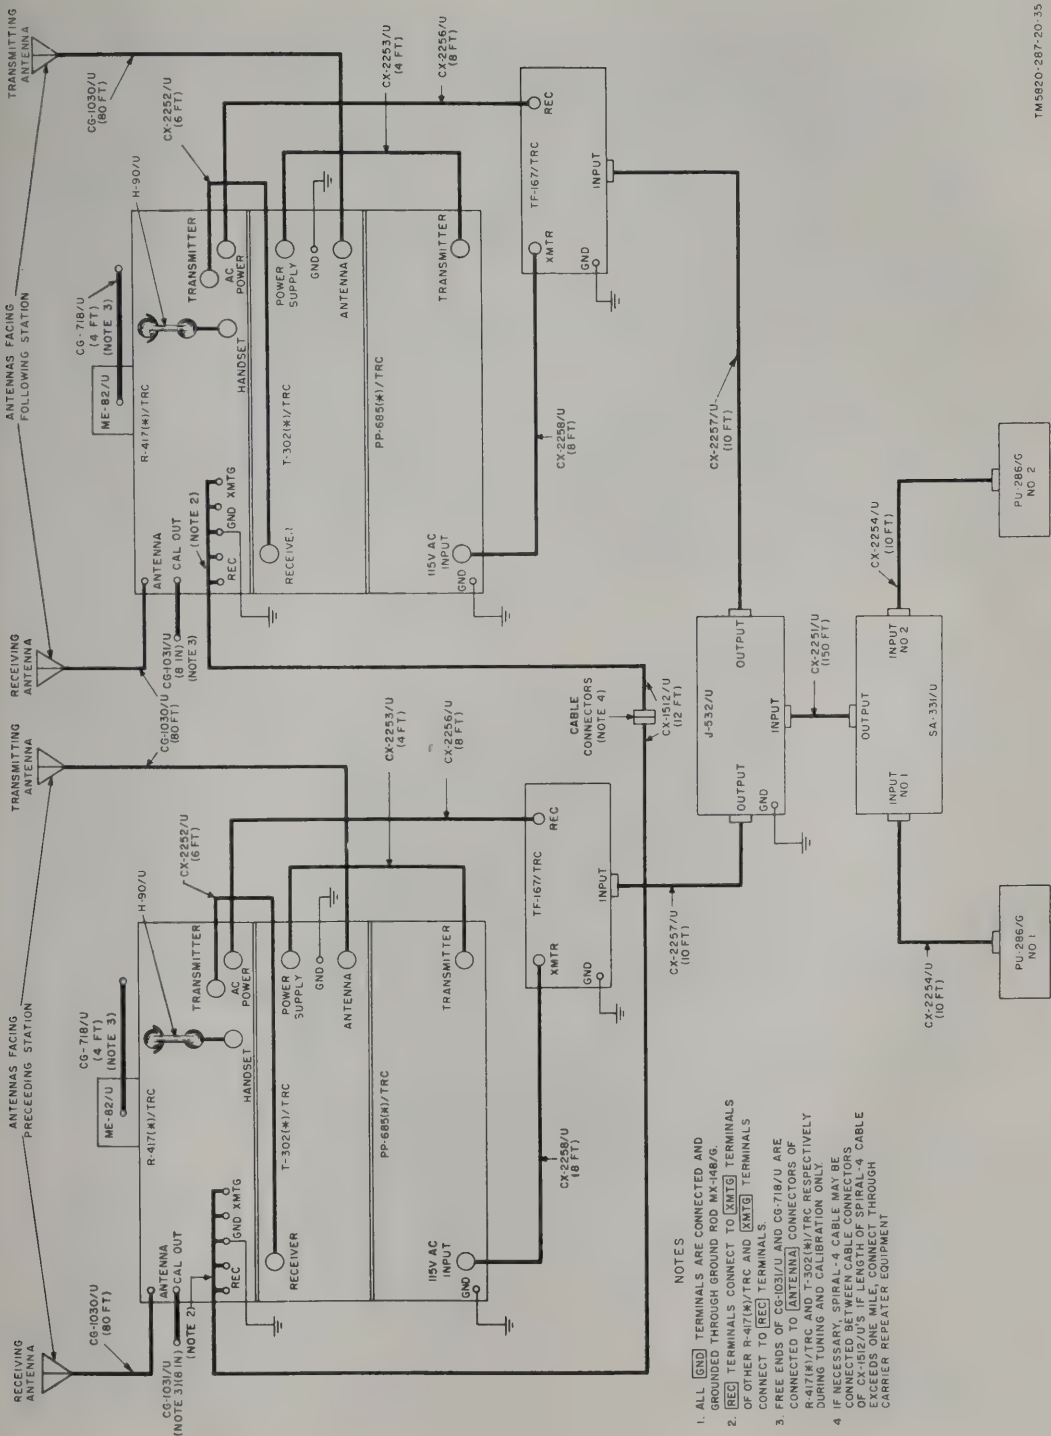 ANTENNAS FACING
PRECEEDING STATION
ANTENNAS FACING
FOLLOWING STATION
RECEIVING
ANTENNA
TRANSMITTING
ANTENNA
RECEIVING
ANTENNA
TRANSMITTING
ANTENNA
CG-1030/U
(80 FT)
CG-1031/U
(NOTE 3)(8 IN)
(NOTE 2)
ME-82/U
CG-718/U
(4 FT)
(NOTE 3)
H-90/U
CX-2252/U
(6 FT)
CG-1030/U
(80 FT)
R-417(*)/TRC
ANTENNA
CAL OUT
REC
GND
XMTG
HANDSET
TRANSMITTER
AC
POWER
T-302(*)/TRC
RECEIVER
POWER
SUPPLY
GND
ANTENNA
PP-685(*)/TRC
115V AC
INPUT
GND
TRANSMITTER
CX-2253/U
(4 FT)
CX-2256/U
(8 FT)
CX-2258/U
(8 FT)
TF-167/TRC
XMTR
REC
GND
INPUT
CX-2257/U
(10 FT)
CG-1030/U
(80 FT)
CG-1031/U
(8 IN)
(NOTE 3)
ME-82/U
CG-718/U
(4 FT)
(NOTE 3)
H-90/U
CX-2252/U
(6 FT)
CG-1030/U
(80 FT)
R-417(*)/TRC
ANTENNA
CAL OUT
(NOTE 2)
REC
GND
XMTG
HANDSET
TRANSMITTER
AC
POWER
T-302(*)/TRC
POWER
SUPPLY
GND
ANTENNA
PP-685(*)/TRC
115V AC
INPUT
GND
TRANSMITTER
CX-2253/U
(4 FT)
CX-2256/U
(8 FT)
CX-2258/U
(8 FT)
TF-167/TRC
XMTR
REC
GND
INPUT
CX-2257/U
(10 FT)
CABLE
CONNECTORS
(NOTE 4)
CX-1512/U
(12 FT)
J-532/U
OUTPUT
OUTPUT
GND
INPUT
CX-2251/U
(150 FT)
OUTPUT
INPUT
NO 1
INPUT
NO 2
SA-331/U
CX-2254/U
(10 FT)
CX-2254/U
(10 FT)
PU-286/G
NO 1
PU-286/G
NO 2
NOTES
1. ALL GND TERMINALS ARE CONNECTED AND
GROUNDED THROUGH GROUND ROD MX-148/G.
2. REC TERMINALS CONNECT TO XMTG TERMINALS
OF OTHER R-417(*)/TRC AND XMTG TERMINALS
CONNECT TO REC TERMINALS.
3. FREE ENDS OF CG-1031/U AND CG-718/U ARE
CONNECTED TO ANTENNA CONNECTORS OF
R-417(*)/TRC AND T-302(*)/TRC RESPECTIVELY
DURING TUNING AND CALIBRATION ONLY.
4 IF NECESSARY, SPIRAL-4 CABLE MAY BE
CONNECTED BETWEEN CABLE CONNECTORS
OF CX-1512/U'S IF LENGTH OF SPIRAL-4 CABLE
EXCEEDS ONE MILE, CONNECT THROUGH
CARRIER REPEATER EQUIPMENT
TM5820-287-20-35